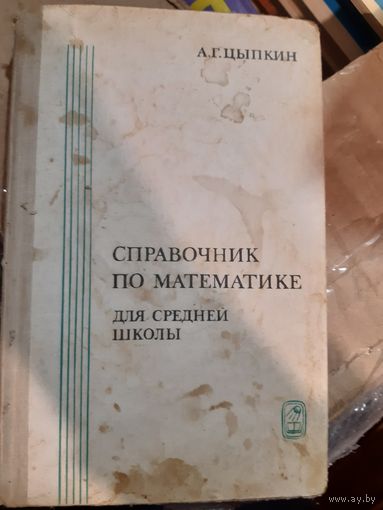 А.Г.ЦЫПКИН
СПРАВОЧНИК
ПО МАТЕМАТИКЕ
ДЛЯ СРЕДНЕЙ
ШКОЛЫ
www.ay.by